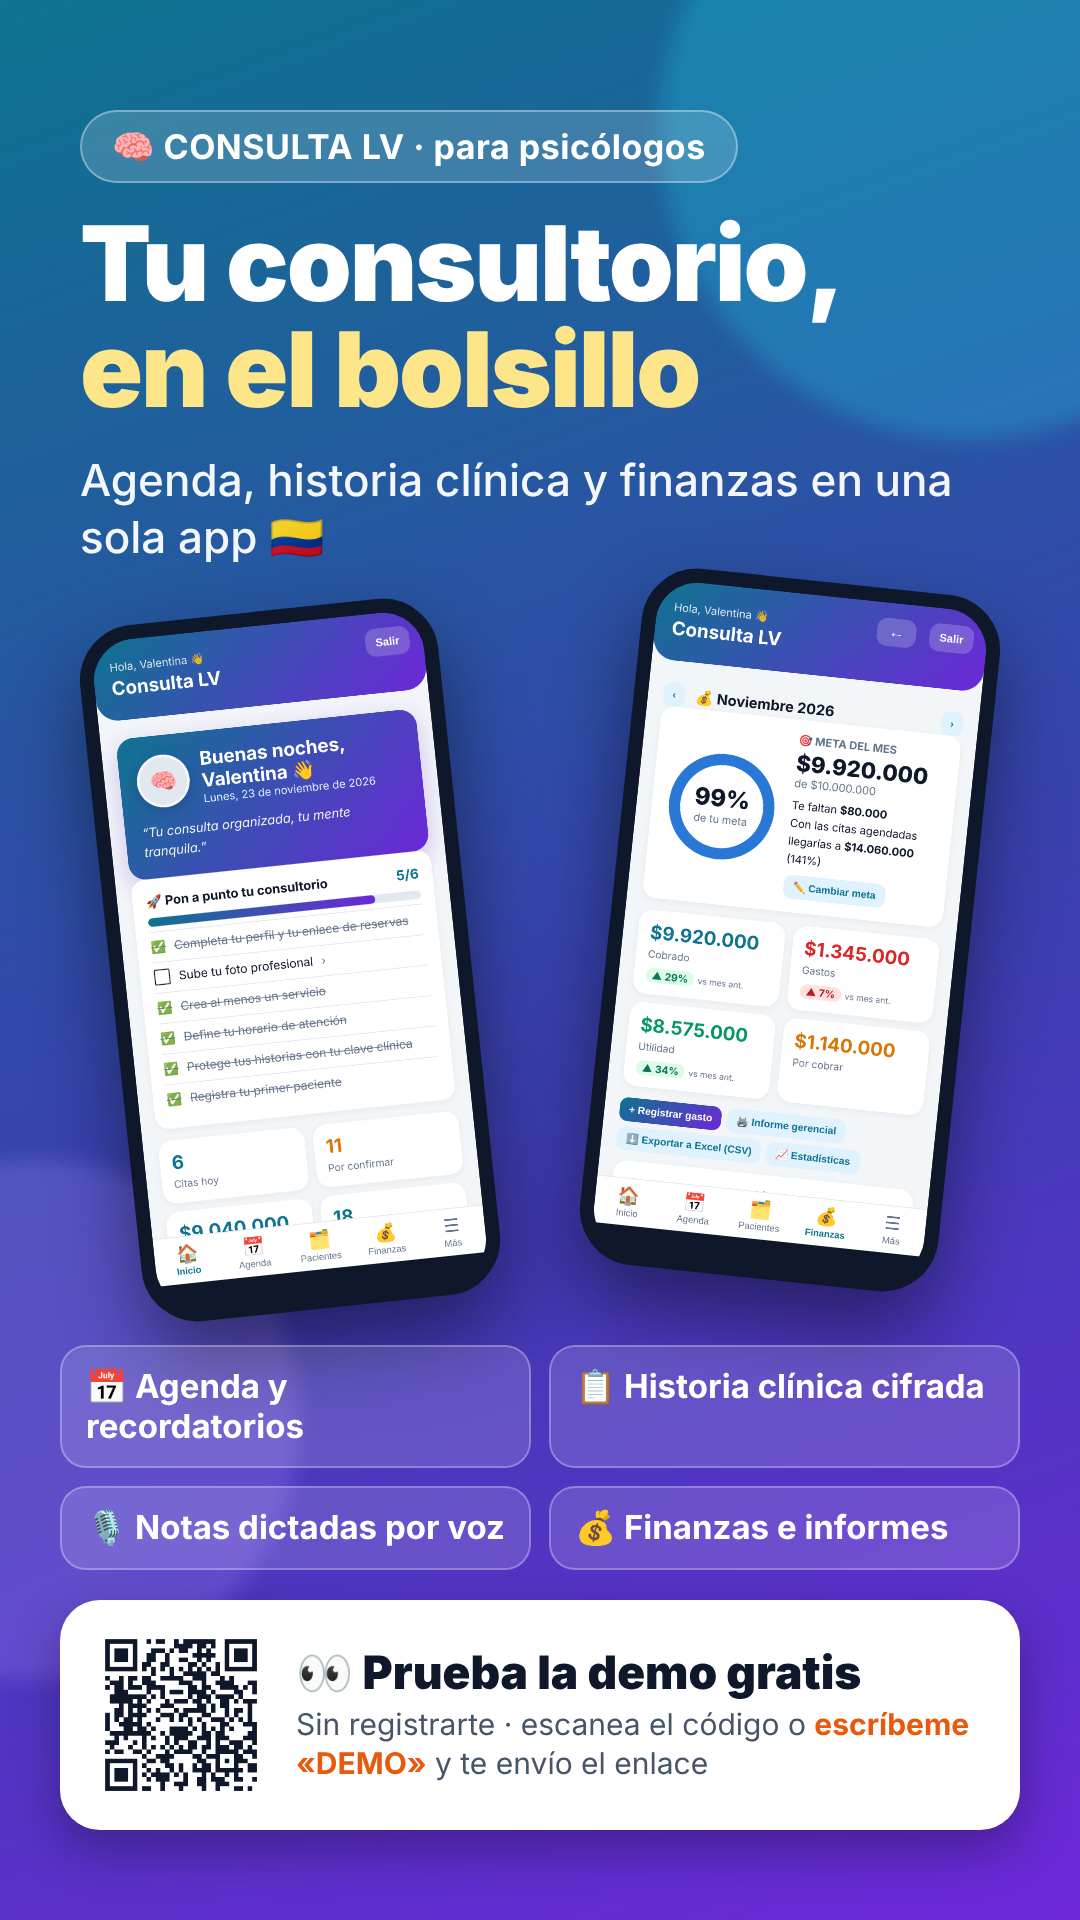 🧠 CONSULTA LV · para psicólogos
Tu consultorio,
en el bolsillo
Agenda, historia clínica y finanzas en una
sola app 🇨🇴
Hola, Valentina 👋
Consulta LV
Salir
Buenas noches,
Valentina 👋
Lunes, 23 de noviembre de 2026
“Tu consulta organizada, tu mente
tranquila.”
🚀 Pon a punto tu consultorio 5/6
✅ Completa tu perfil y tu enlace de reservas
Sube tu foto profesional ›
✅ Crea al menos un servicio
✅ Define tu horario de atención
✅ Protege tus historias con tu clave clínica
✅ Registra tu primer paciente
6
Citas hoy
11
Por confirmar
$9.040.000
18
🏠 Inicio
📅 Agenda
🗂️ Pacientes
💰 Finanzas
☰ Más
Hola, Valentina 👋
Consulta LV
←
Salir
‹ 💰 Noviembre 2026 ›
99%
de tu meta
🎯 META DEL MES
$9.920.000
de $10.000.000
Te faltan $80.000
Con las citas agendadas
llegarías a $14.060.000
(141%)
✏️ Cambiar meta
$9.920.000
Cobrado
▲ 29% vs mes ant.
$1.345.000
Gastos
▲ 7% vs mes ant.
$8.575.000
Utilidad
▲ 34% vs mes ant.
$1.140.000
Por cobrar
+ Registrar gasto
🖨️ Informe gerencial
⬇️ Exportar a Excel (CSV)
📈 Estadísticas
🏠 Inicio
📅 Agenda
🗂️ Pacientes
💰 Finanzas
☰ Más
📅 Agenda y
recordatorios
📋 Historia clínica cifrada
🎙️ Notas dictadas por voz
💰 Finanzas e informes
👀 Prueba la demo gratis
Sin registrarte · escanea el código o escríbeme
«DEMO» y te envío el enlace